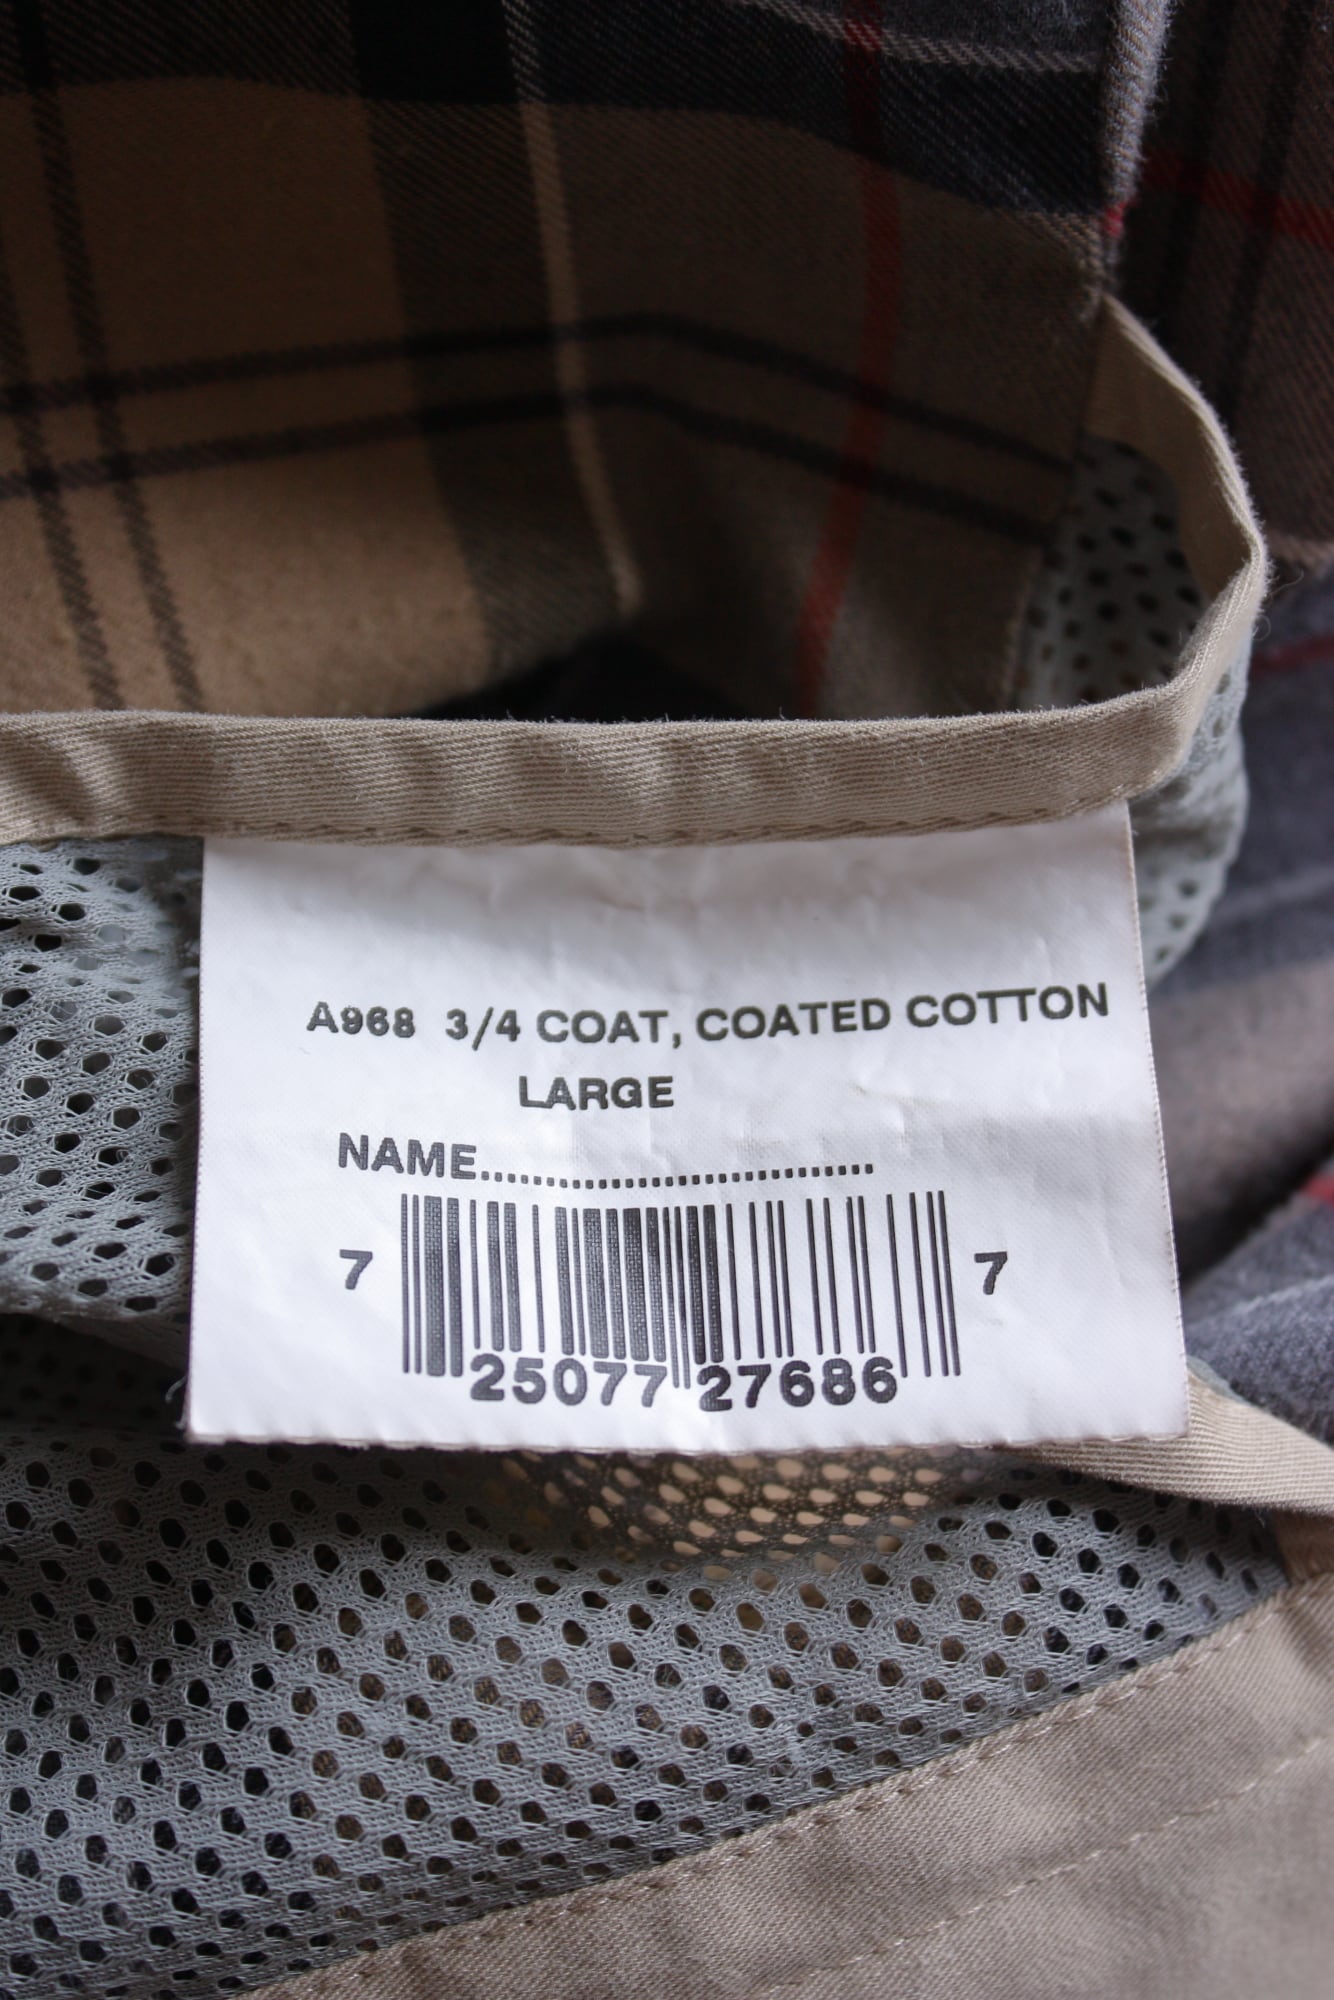 A968 3/4 COAT, COATED COTTON
LARGE
NAME..............................
7 25077 27686 7